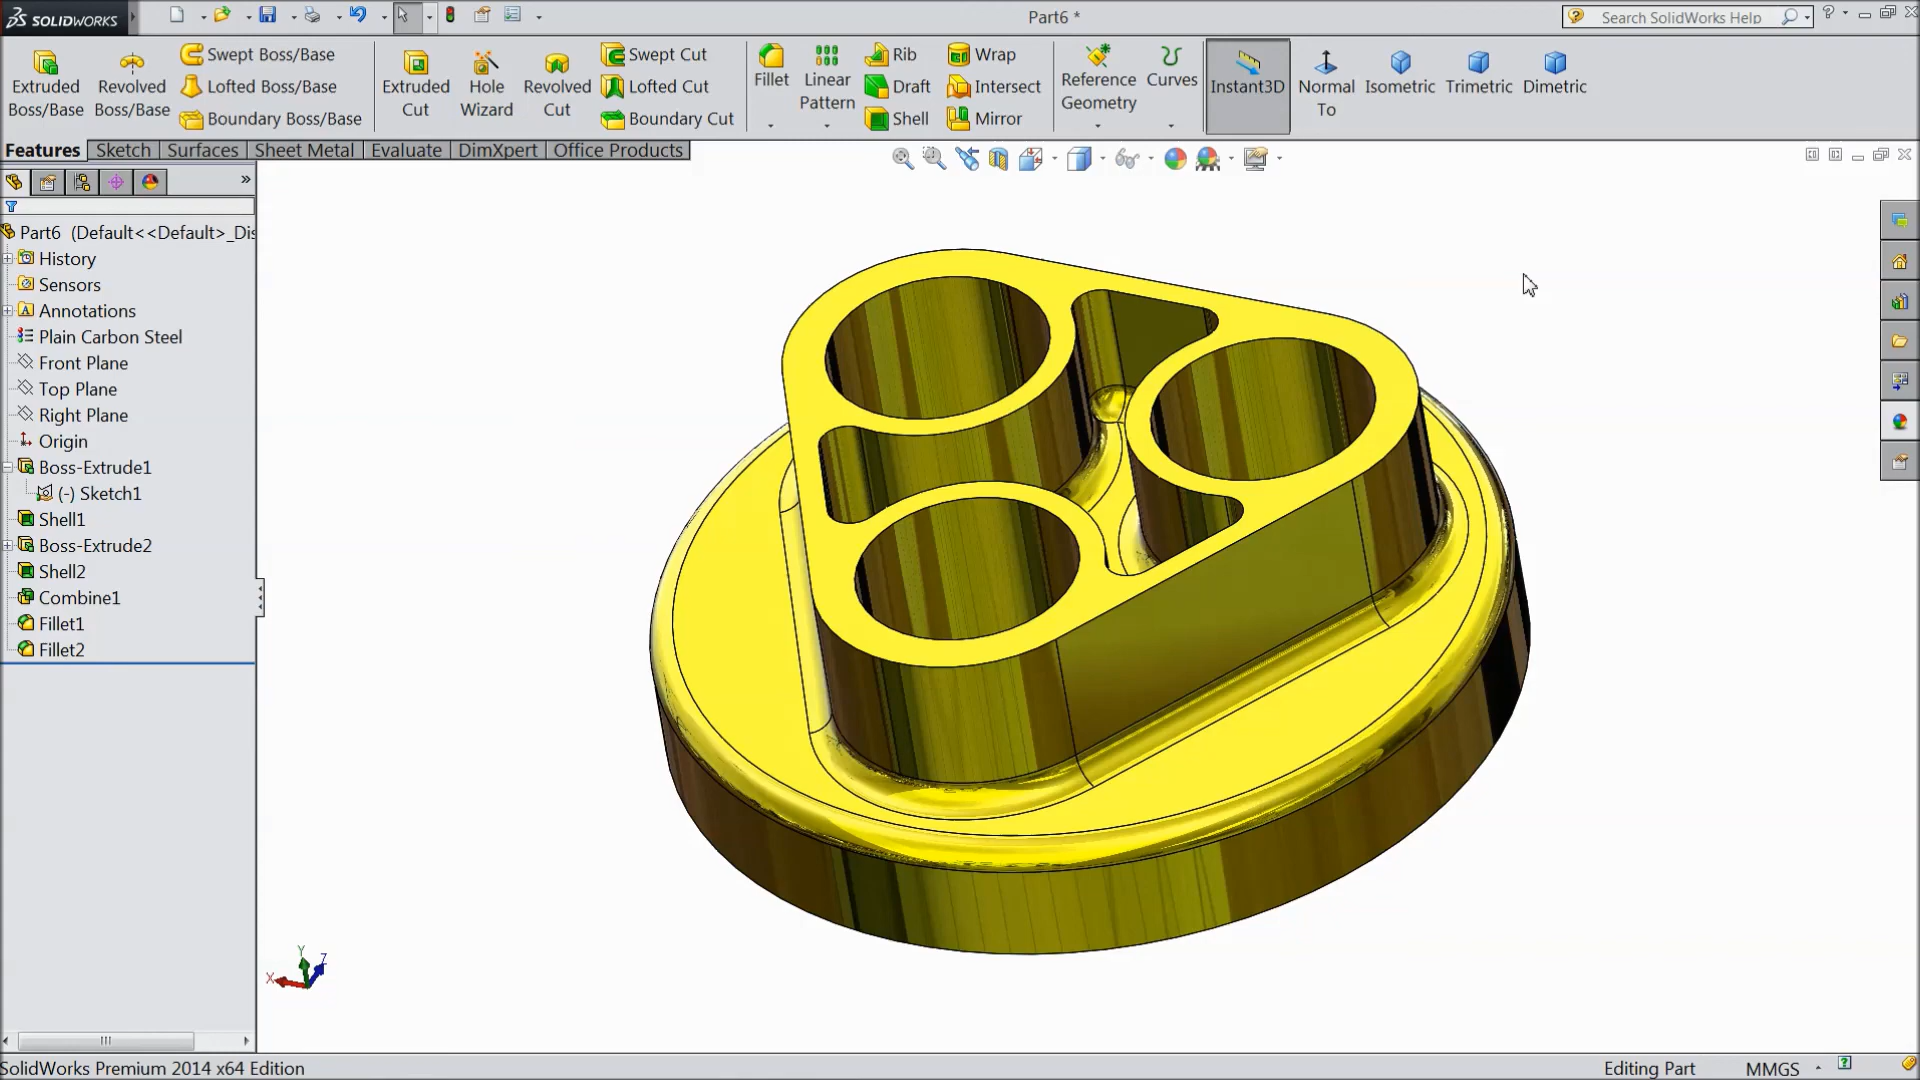 SOLIDWORKS
Part6 *
Search SolidWorks Help
Extruded Boss/Base
Revolved Boss/Base
Swept Boss/Base
Lofted Boss/Base
Boundary Boss/Base
Extruded Cut
Hole Wizard
Revolved Cut
Swept Cut
Lofted Cut
Boundary Cut
Fillet
Linear Pattern
Rib
Draft
Shell
Wrap
Intersect
Mirror
Reference Geometry
Curves
Instant3D
Normal To
Isometric
Trimetric
Dimetric
Features
Sketch
Surfaces
Sheet Metal
Evaluate
DimXpert
Office Products
Part6 (Default<<Default>_Dis
History
Sensors
Annotations
Plain Carbon Steel
Front Plane
Top Plane
Right Plane
Origin
Boss-Extrude1
(-) Sketch1
Shell1
Boss-Extrude2
Shell2
Combine1
Fillet1
Fillet2
Y
Z
X
SolidWorks Premium 2014 x64 Edition
Editing Part
MMGS